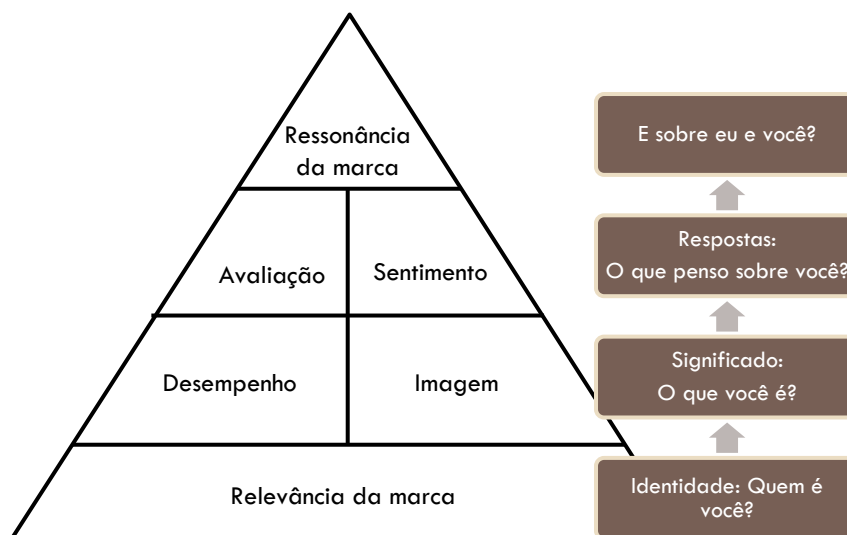 Ressonância
da marca
Avaliação
Sentimento
Desempenho
Imagem
Relevância da marca
E sobre eu e você?
Respostas:
O que penso sobre você?
Significado:
O que você é?
Identidade: Quem é
você?